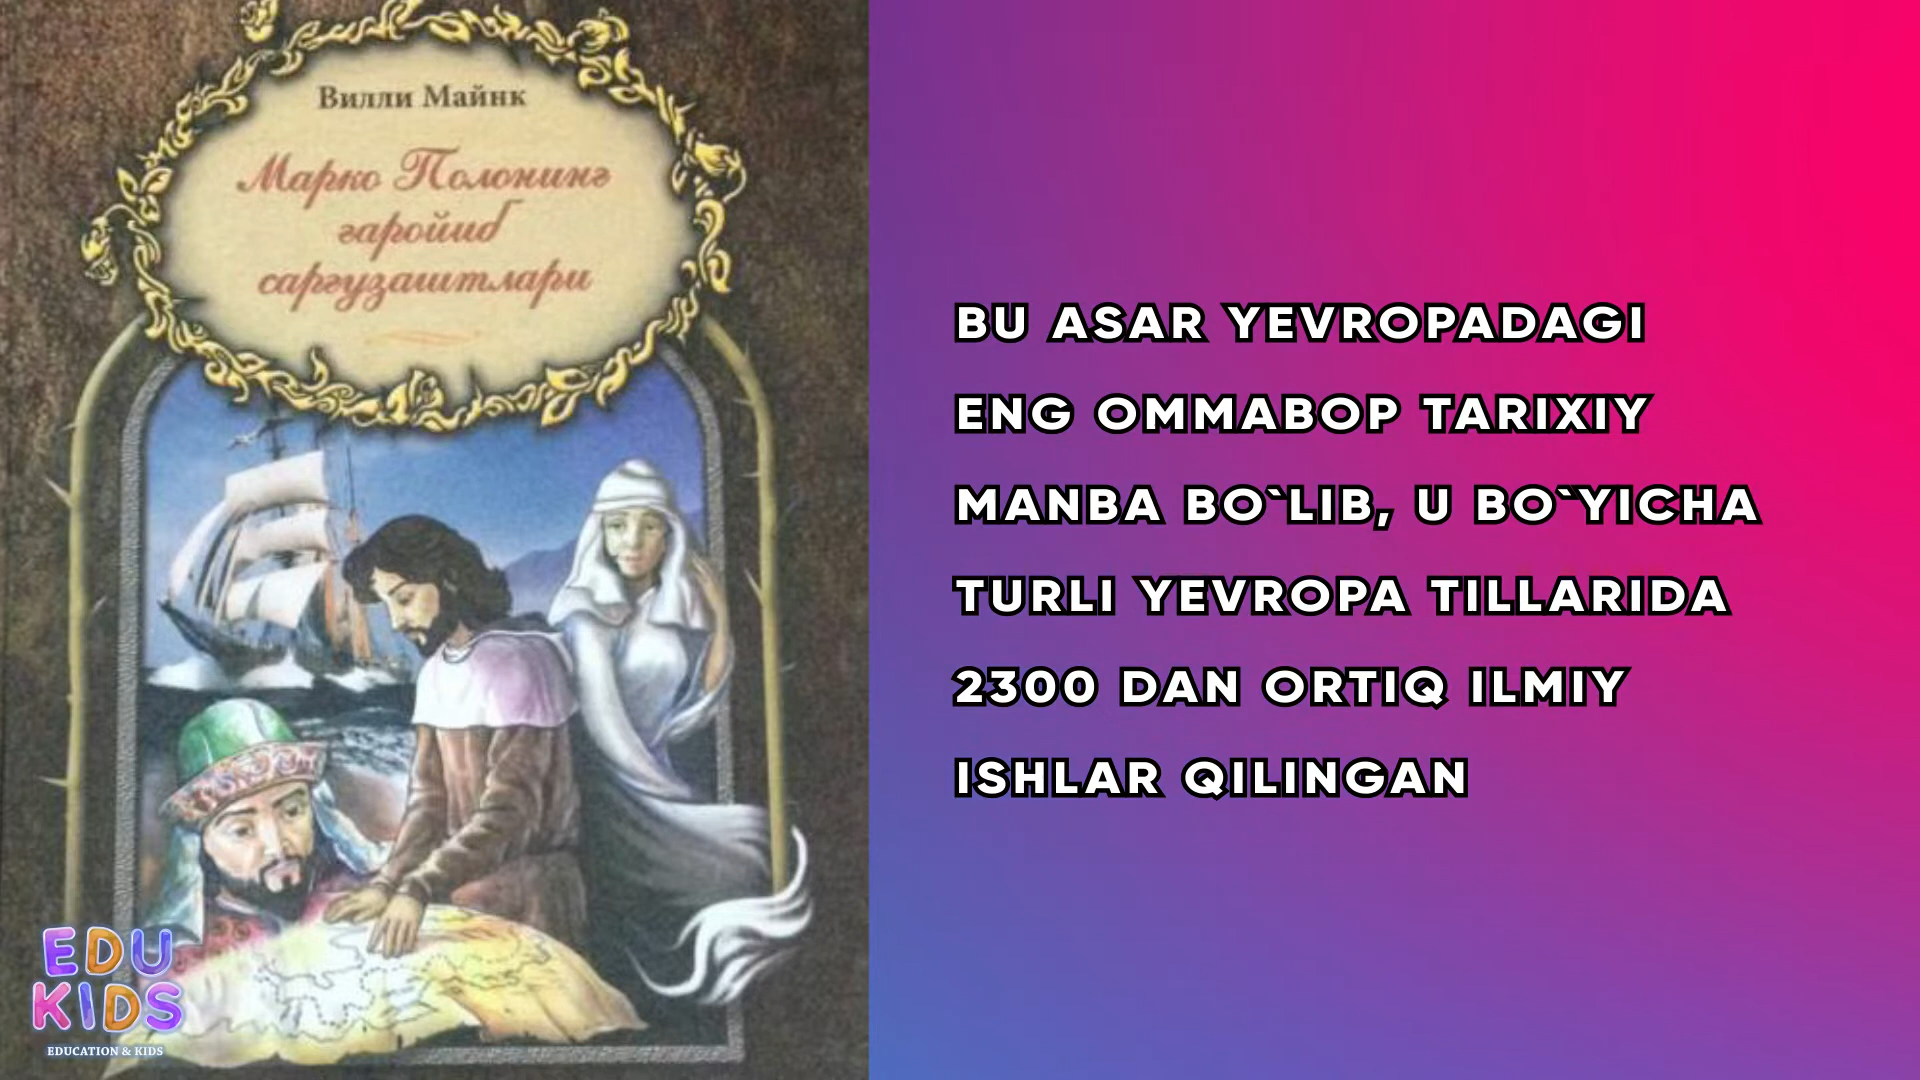 Вилли Майнк
Марко Полонинг
ғаройиб
саргузаштлари
BU ASAR YEVROPADAGI
ENG OMMABOP TARIXIY
MANBA BO`LIB, U BO`YICHA
TURLI YEVROPA TILLARIDA
2300 DAN ORTIQ ILMIY
ISHLAR QILINGAN
EDU
KIDS
EDUCATION & KIDS